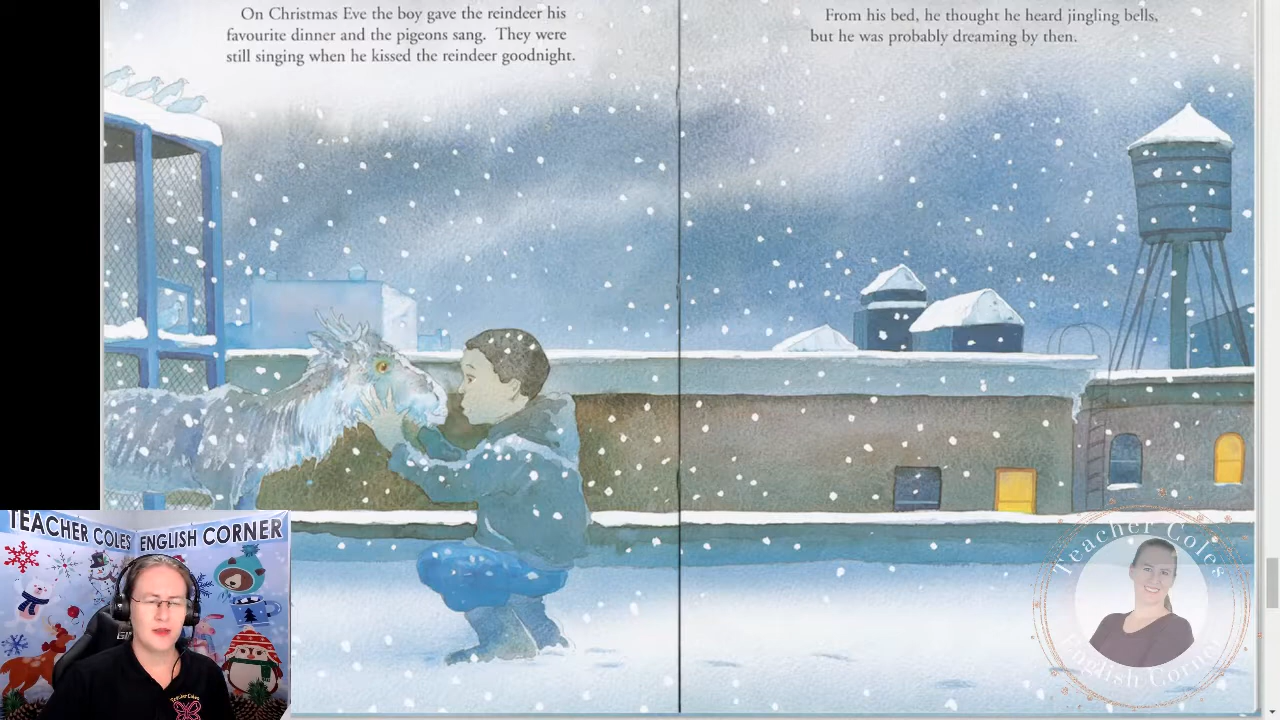 On Christmas Eve the boy gave the reindeer his
favourite dinner and the pigeons sang. They were
still singing when he kissed the reindeer goodnight.
From his bed, he thought he heard jingling bells,
but he was probably dreaming by then.
TEACHER COLES ENGLISH CORNER
Teacher Coles
English Corner